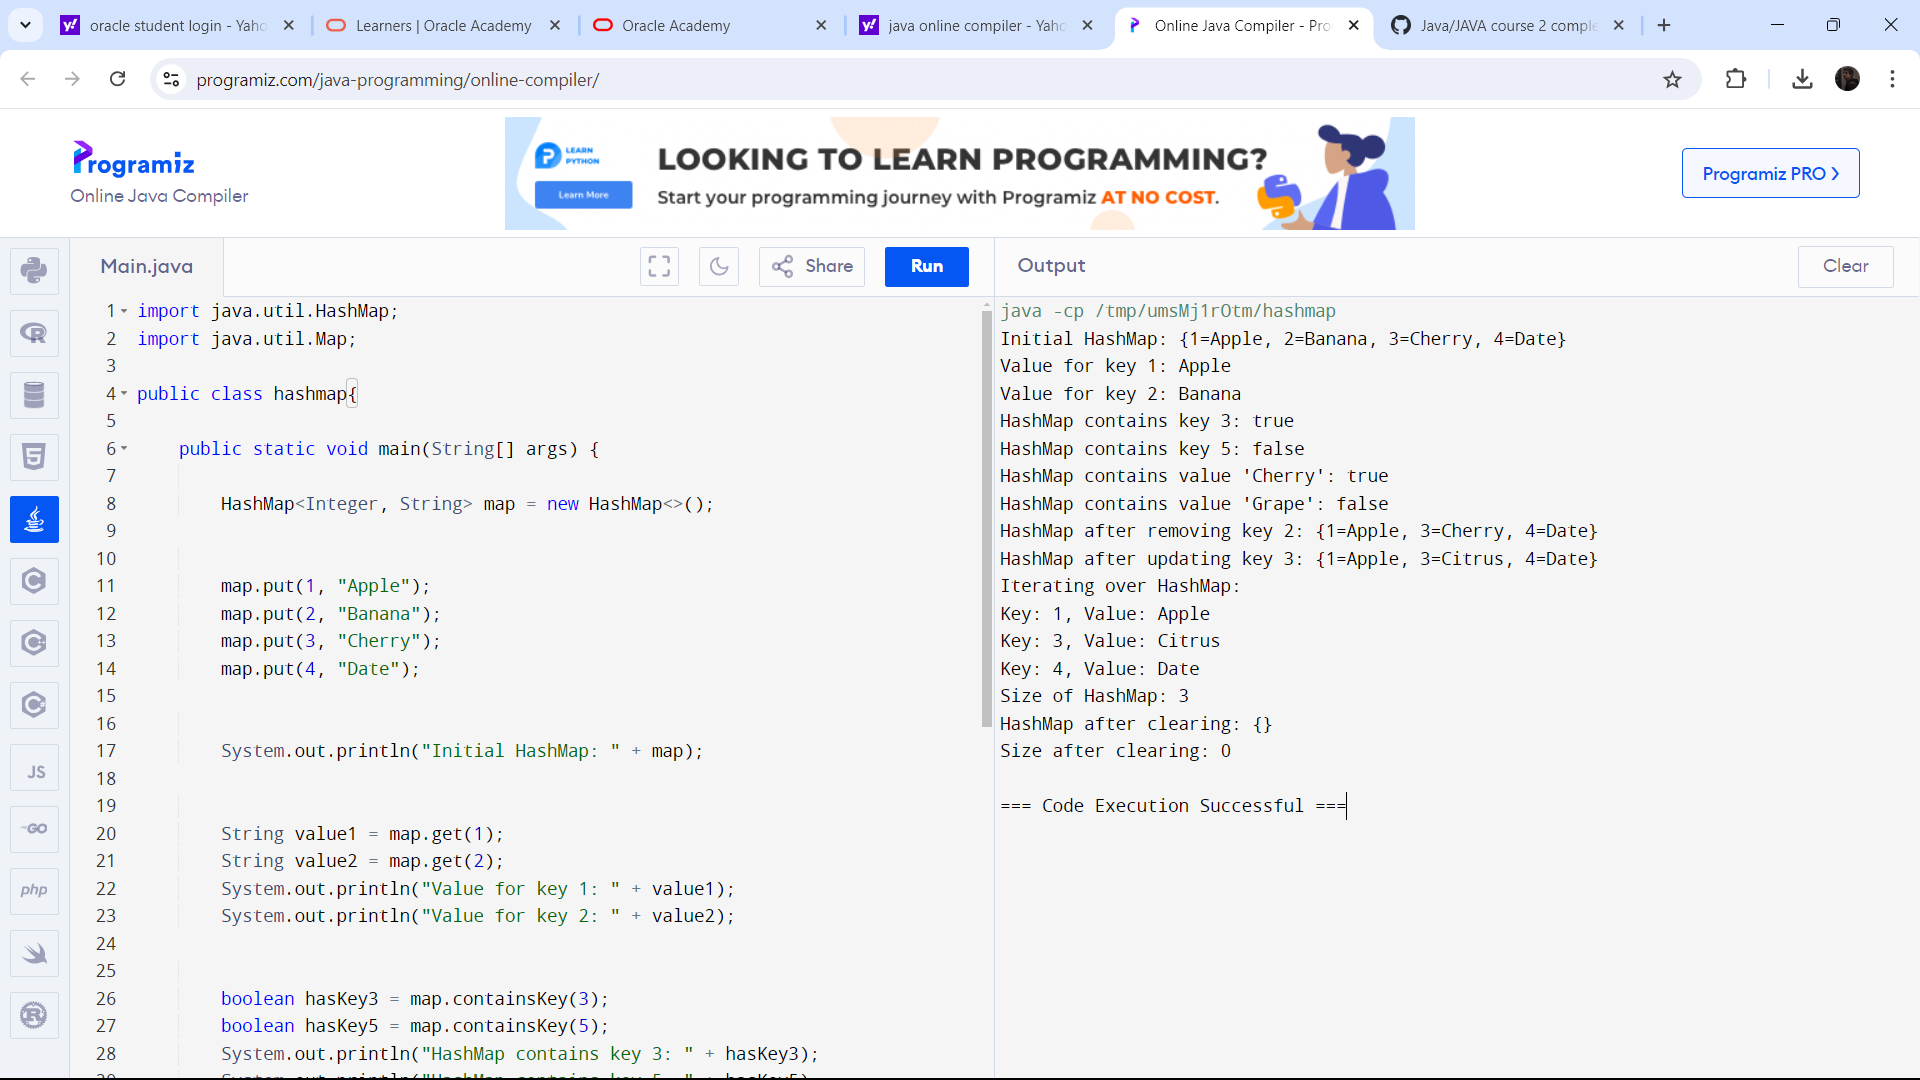 oracle student login - Yaho
Learners | Oracle Academy
Oracle Academy
java online compiler - Yaho
Online Java Compiler - Pro
Java/JAVA course 2 comple
programiz.com/java-programming/online-compiler/
Programiz
Online Java Compiler
LEARN
PYTHON
Learn More
LOOKING TO LEARN PROGRAMMING?
Start your programming journey with Programiz AT NO COST.
Programiz PRO
Main.java
Share
Run
Output
Clear
1 import java.util.HashMap;
2 import java.util.Map;
3
4 public class hashmap{
5
6 public static void main(String[] args) {
7
8 HashMap<Integer, String> map = new HashMap<>();
9
10
11 map.put(1, "Apple");
12 map.put(2, "Banana");
13 map.put(3, "Cherry");
14 map.put(4, "Date");
15
16
17 System.out.println("Initial HashMap: " + map);
18
19
20 String value1 = map.get(1);
21 String value2 = map.get(2);
22 System.out.println("Value for key 1: " + value1);
23 System.out.println("Value for key 2: " + value2);
24
25
26 boolean hasKey3 = map.containsKey(3);
27 boolean hasKey5 = map.containsKey(5);
28 System.out.println("HashMap contains key 3: " + hasKey3);
java -cp /tmp/umsMj1rOtm/hashmap
Initial HashMap: {1=Apple, 2=Banana, 3=Cherry, 4=Date}
Value for key 1: Apple
Value for key 2: Banana
HashMap contains key 3: true
HashMap contains key 5: false
HashMap contains value 'Cherry': true
HashMap contains value 'Grape': false
HashMap after removing key 2: {1=Apple, 3=Cherry, 4=Date}
HashMap after updating key 3: {1=Apple, 3=Citrus, 4=Date}
Iterating over HashMap:
Key: 1, Value: Apple
Key: 3, Value: Citrus
Key: 4, Value: Date
Size of HashMap: 3
HashMap after clearing: {}
Size after clearing: 0
=== Code Execution Successful ===
JS
GO
php